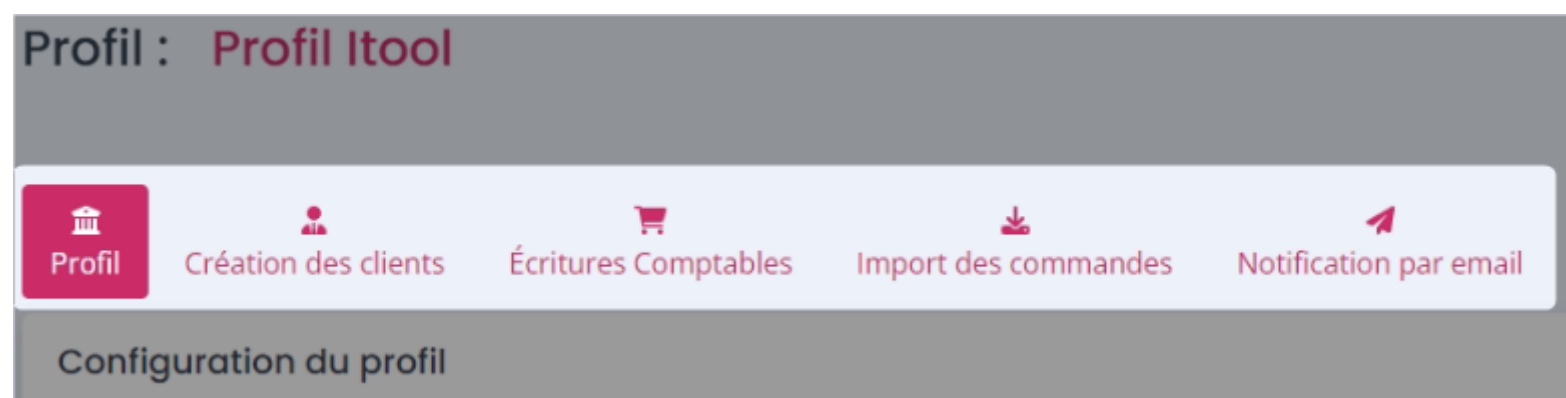 Profil : Profil Itool
Profil Création des clients Écritures Comptables Import des commandes Notification par email
Configuration du profil